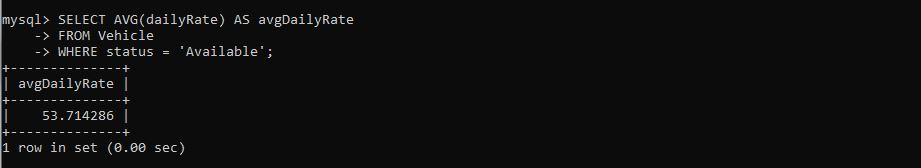 mysql> SELECT AVG(dailyRate) AS avgDailyRate
    -> FROM Vehicle
    -> WHERE status = 'Available';
+--------------+
| avgDailyRate |
+--------------+
|    53.714286 |
+--------------+
1 row in set (0.00 sec)